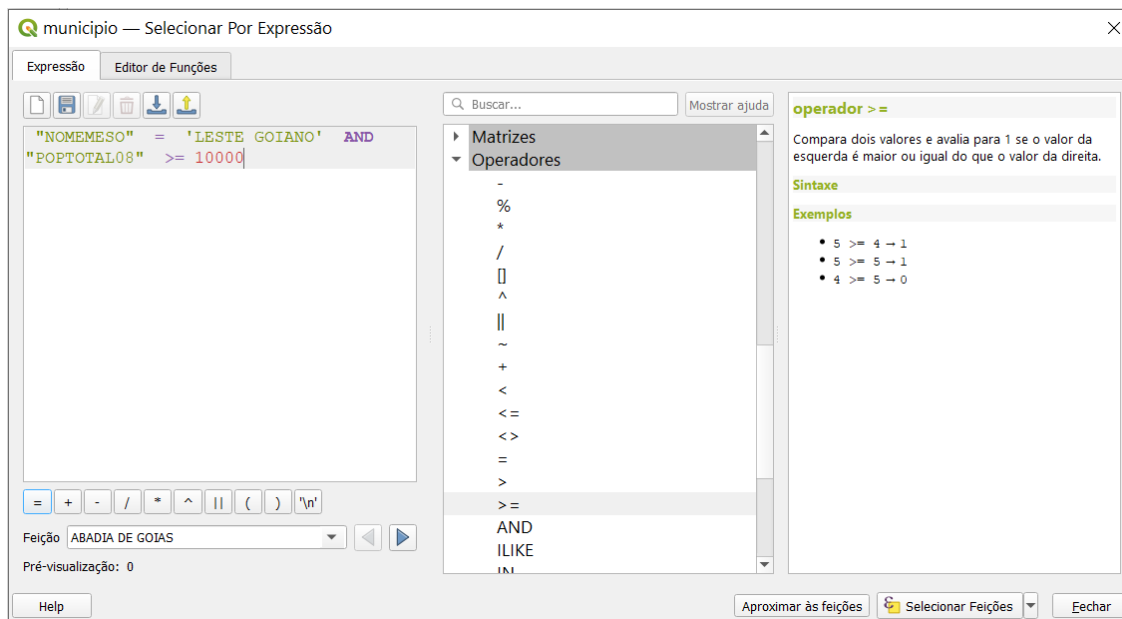 municipio — Selecionar Por Expressão
Expressão
Editor de Funções
"NOMEMESO" = 'LESTE GOIANO' AND
"POPTOTAL08" >= 10000
= + - / * ^ || ( ) '\n'
Feição ABADIA DE GOIAS
Pré-visualização: 0
Buscar...
Mostrar ajuda
Matrizes
Operadores
-
%
*
/
[]
^
||
~
+
<
<=
<>
=
>
>=
AND
ILIKE
IN
operador >=
Compara dois valores e avalia para 1 se o valor da
esquerda é maior ou igual do que o valor da direita.
Sintaxe
Exemplos
• 5 >= 4 → 1
• 5 >= 5 → 1
• 4 >= 5 → 0
Help
Aproximar às feições
Selecionar Feições
Fechar